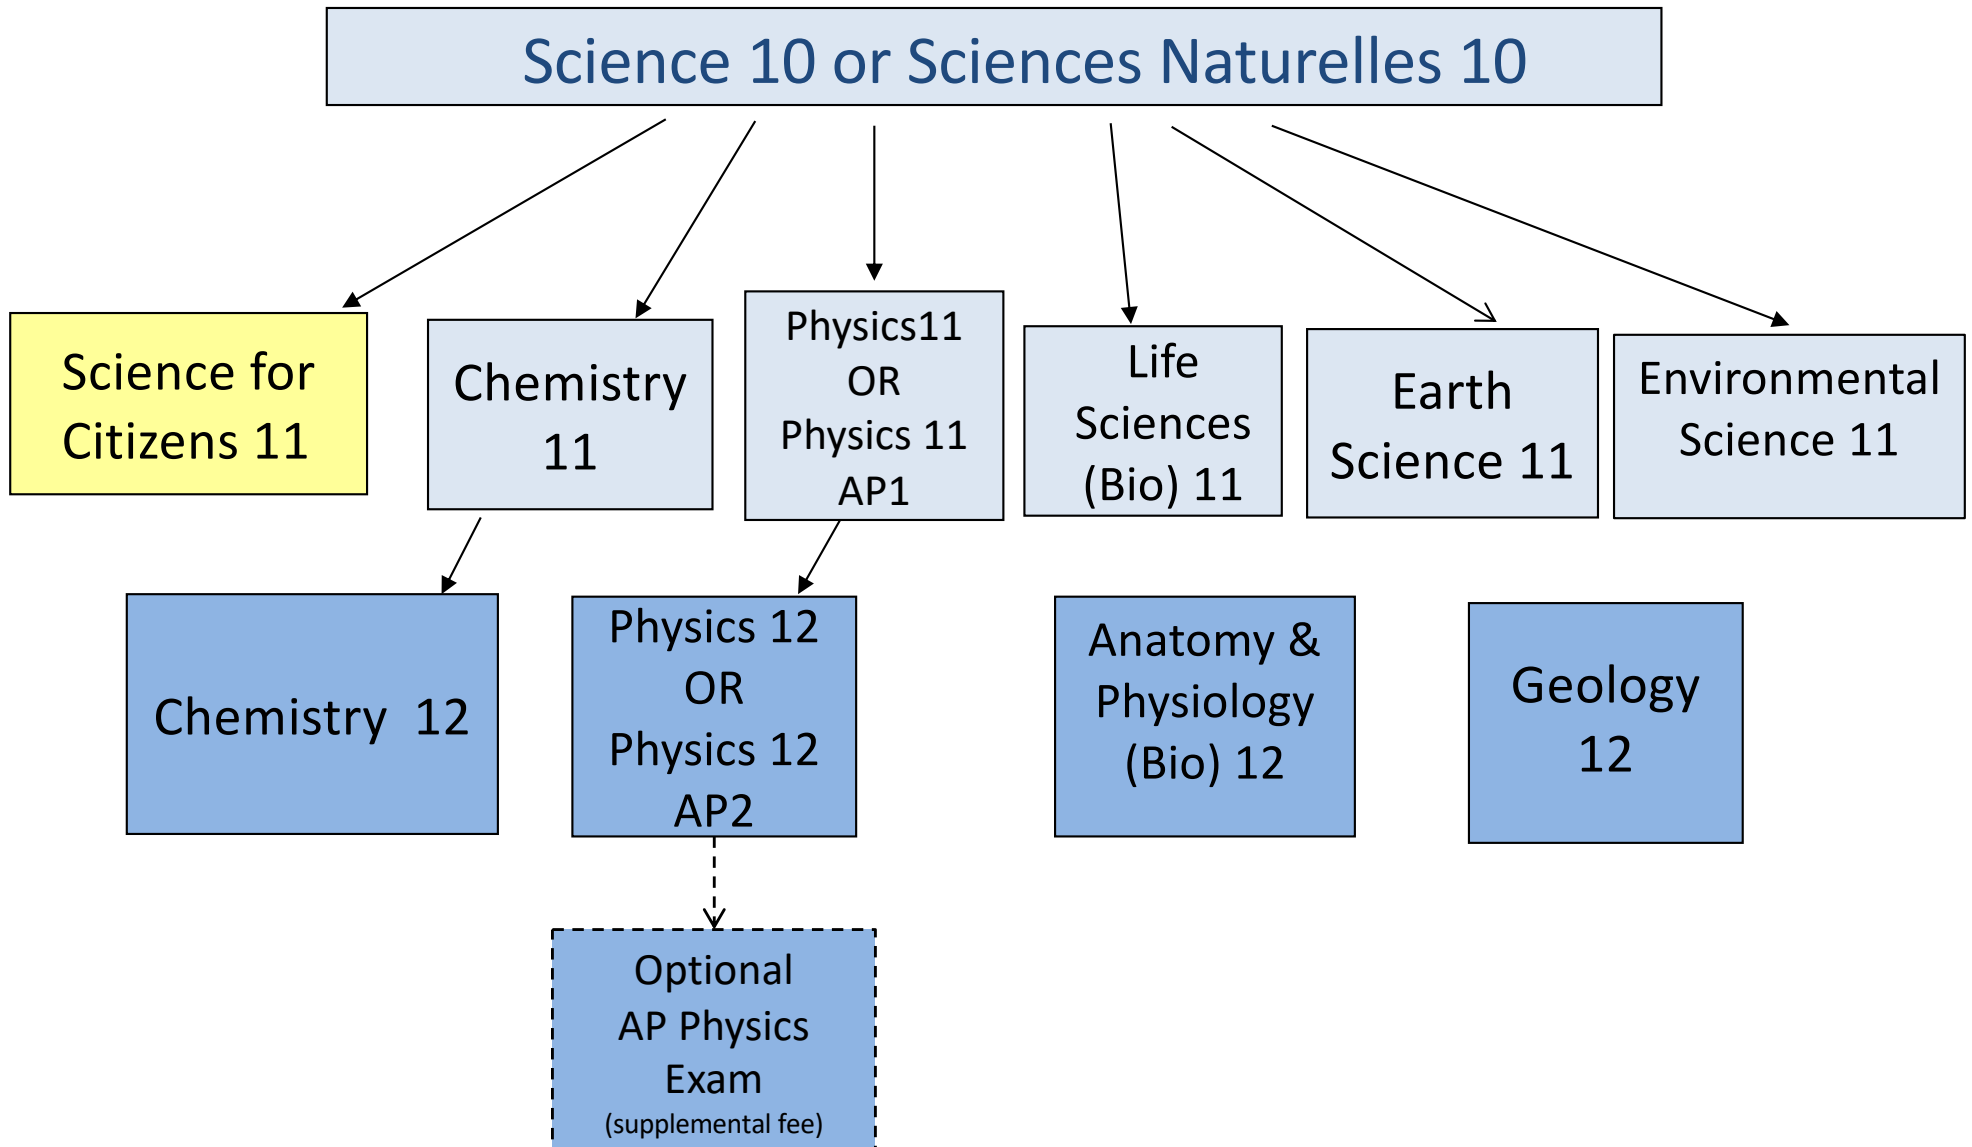 Science 10 or Sciences Naturelles 10
Science for
Citizens 11
Chemistry
11
Physics11
OR
Physics 11
AP1
Life
Sciences
(Bio) 11
Earth
Science 11
Environmental
Science 11
Chemistry 12
Physics 12
OR
Physics 12
AP2
Anatomy &
Physiology
(Bio) 12
Geology
12
Optional
AP Physics
Exam
(supplemental fee)